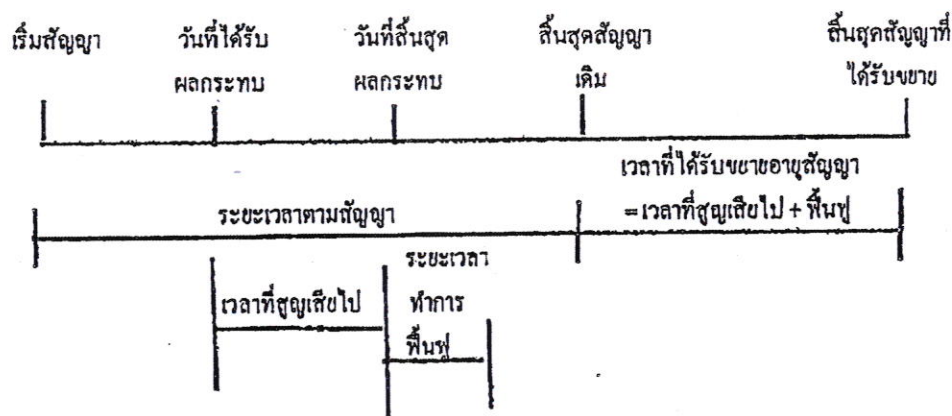 เริ่มสัญญา
วันที่ได้รับ
ผลกระทบ
วันที่สิ้นสุด
ผลกระทบ
สิ้นสุดสัญญา
เดิม
สิ้นสุดสัญญาที่
ได้รับขยาย
เวลาที่ได้รับขยายอายุสัญญา
=เวลาที่สูญเสียไป + ฟื้นฟู
ระยะเวลาตามสัญญา
เวลาที่สูญเสียไป
ระยะเวลา
ทำการ
ฟื้นฟู